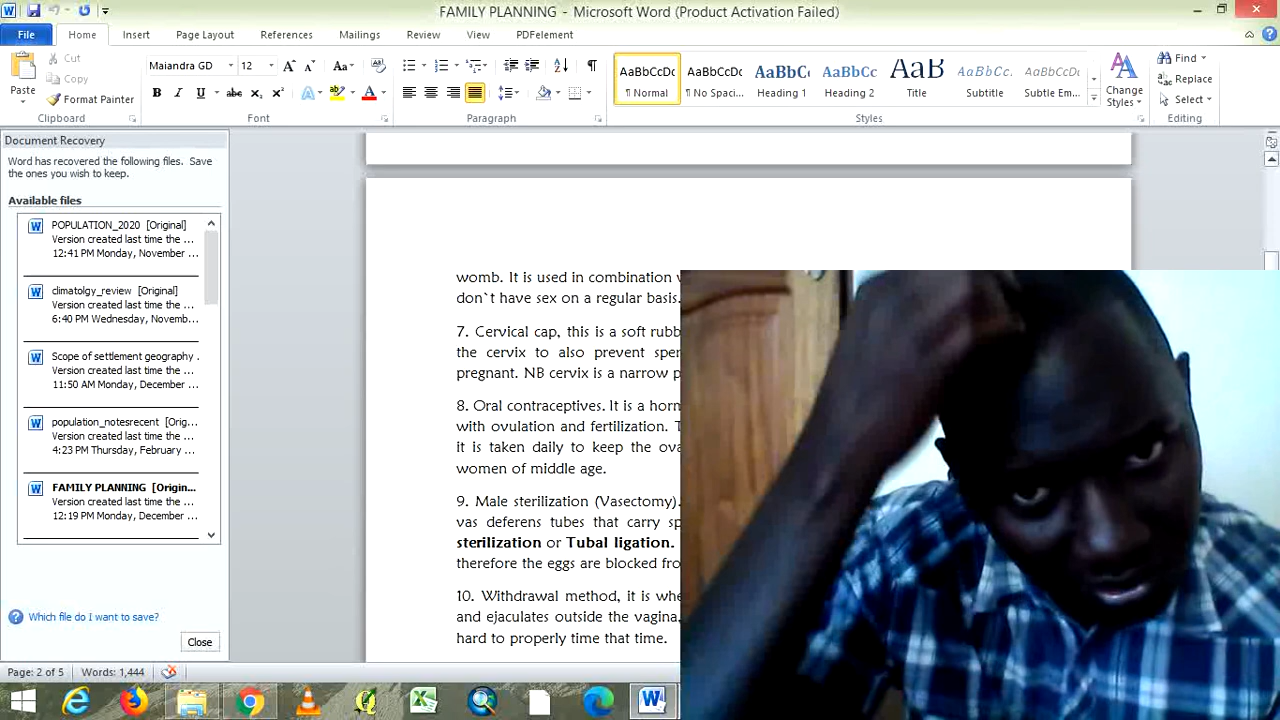 FAMILY PLANNING - Microsoft Word (Product Activation Failed)
File Home Insert Page Layout References Mailings Review View PDFelement
Paste
Cut
Copy
Format Painter
Clipboard
Maiandra GD 12
Font
Paragraph
AaBbCcDc AaBbCcDc AaBbC AaBbCc AaB AaBbCcD AaBbCcDc
¶ Normal ¶ No Spaci... Heading 1 Heading 2 Title Subtitle Subtle Em...
Change
Styles
Styles
Find
Replace
Select
Editing
Document Recovery
Word has recovered the following files. Save
the ones you wish to keep.
Available files
POPULATION_2020 [Original]
Version created last time the ...
12:41 PM Monday, November ...
climatolgy_review [Original]
Version created last time the ...
6:40 PM Wednesday, Novemb...
Scope of settlement geography .
Version created last time the ...
11:50 AM Monday, December ...
population_notesrecent [Orig...
Version created last time the ...
4:23 PM Thursday, February ...
FAMILY PLANNING [Origin...
Version created last time the ...
12:19 PM Monday, December ...
Which file do I want to save?
Close
womb. It is used in combination
don`t have sex on a regular basis.
7. Cervical cap, this is a soft rubb
the cervix to also prevent sper
pregnant. NB cervix is a narrow p
8. Oral contraceptives. It is a horn
with ovulation and fertilization. T
it is taken daily to keep the ova
women of middle age.
9. Male sterilization (Vasectomy).
vas deferens tubes that carry sp
sterilization or Tubal ligation.
therefore the eggs are blocked fro
10. Withdrawal method, it is whe
and ejaculates outside the vagina,
hard to properly time that time.
Page: 2 of 5 Words: 1,444